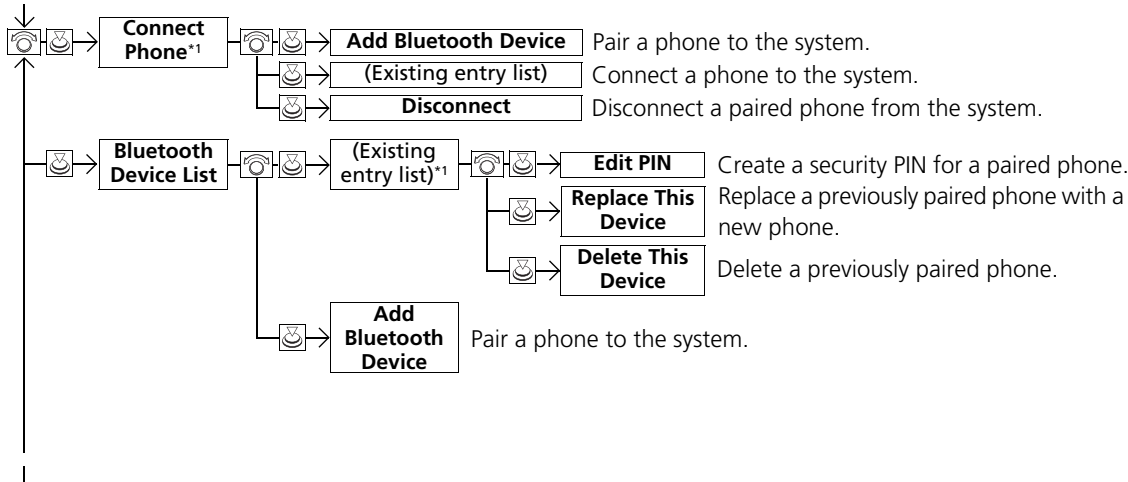 Connect
Phone*1
Add Bluetooth Device Pair a phone to the system.
(Existing entry list) Connect a phone to the system.
Disconnect Disconnect a paired phone from the system.
Bluetooth
Device List
(Existing
entry list)*1
Edit PIN Create a security PIN for a paired phone.
Replace This
Device
Replace a previously paired phone with a
new phone.
Delete This
Device
Delete a previously paired phone.
Add
Bluetooth
Device
Pair a phone to the system.